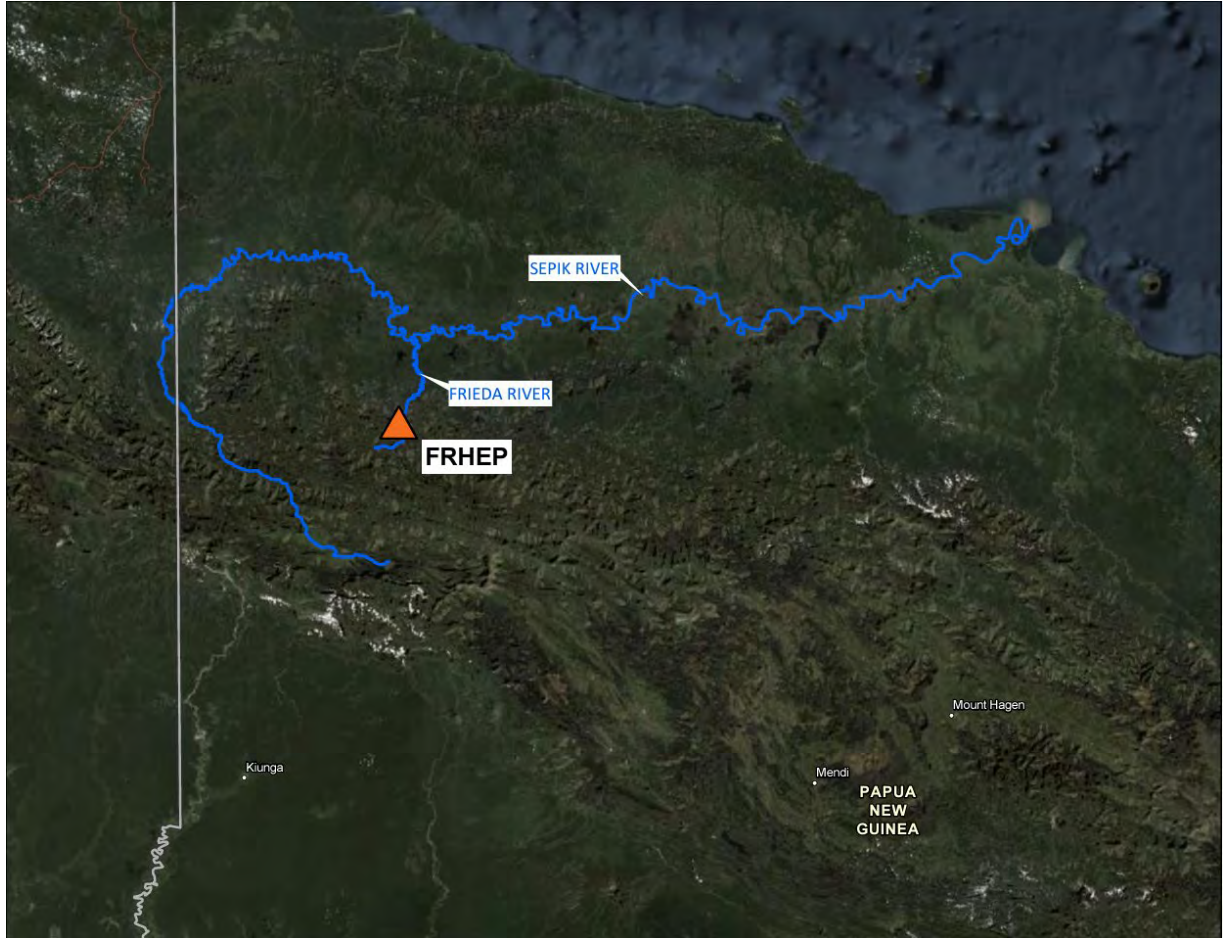 SEPIK RIVER
FRIEDA RIVER
FRHEP
Mount Hagen
Kiunga
Mendi
PAPUA
NEW
GUINEA